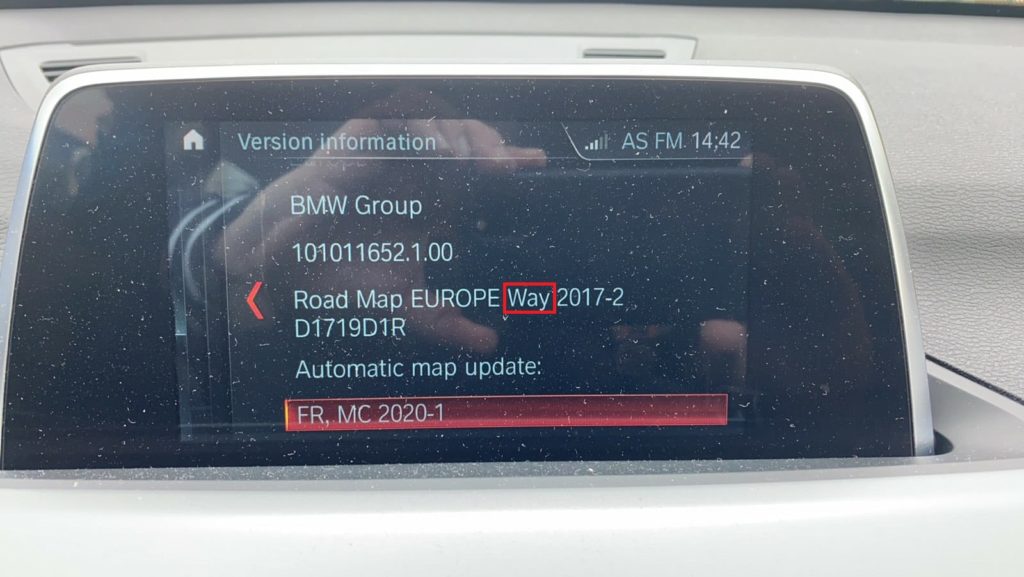 Version information
AS FM 14:42
BMW Group
101011652.1.00
Road Map EUROPE Way 2017-2
D1719D1R
Automatic map update:
FR, MC 2020-1